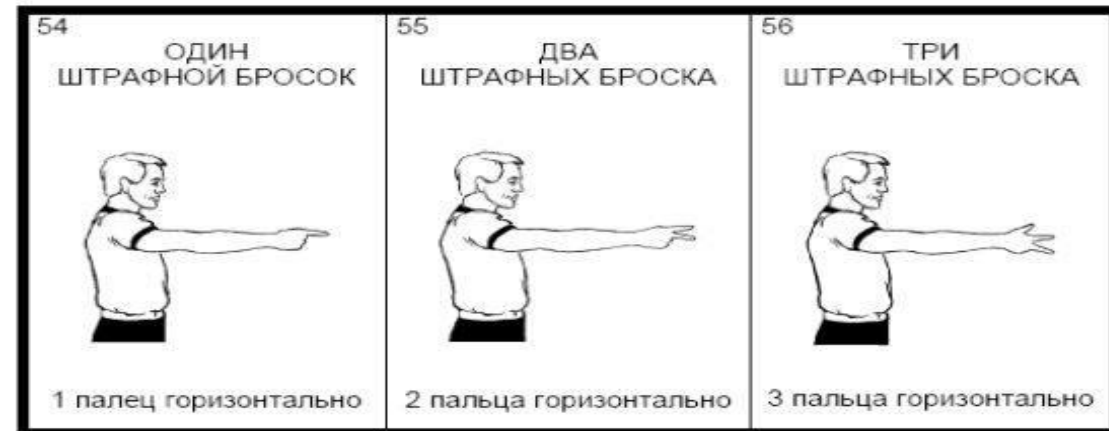 54
ОДИН
ШТРАФНОЙ БРОСОК
1 палец горизонтально
55
ДВА
ШТРАФНЫХ БРОСКА
2 пальца горизонтально
56
ТРИ
ШТРАФНЫХ БРОСКА
3 пальца горизонтально